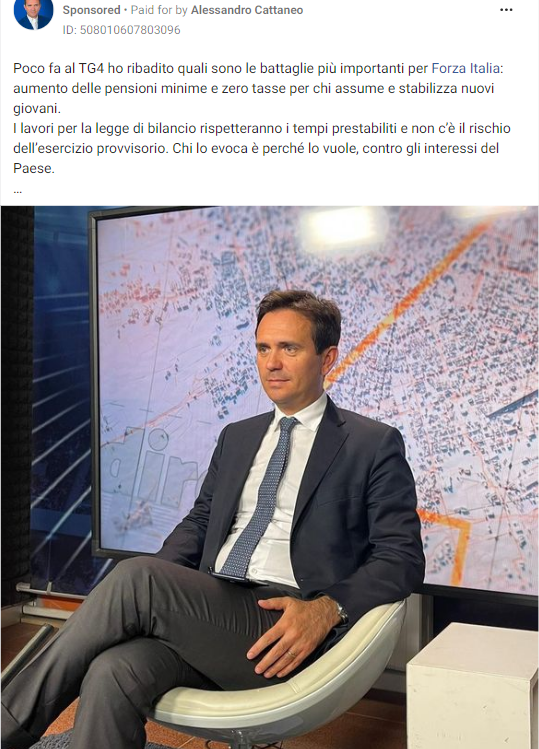 Sponsored • Paid for by Alessandro Cattaneo
ID: 508010607803096
Poco fa al TG4 ho ribadito quali sono le battaglie più importanti per Forza Italia:
aumento delle pensioni minime e zero tasse per chi assume e stabilizza nuovi
giovani.
I lavori per la legge di bilancio rispetteranno i tempi prestabiliti e non c'è il rischio
dell'esercizio provvisorio. Chi lo evoca è perché lo vuole, contro gli interessi del
Paese.
...